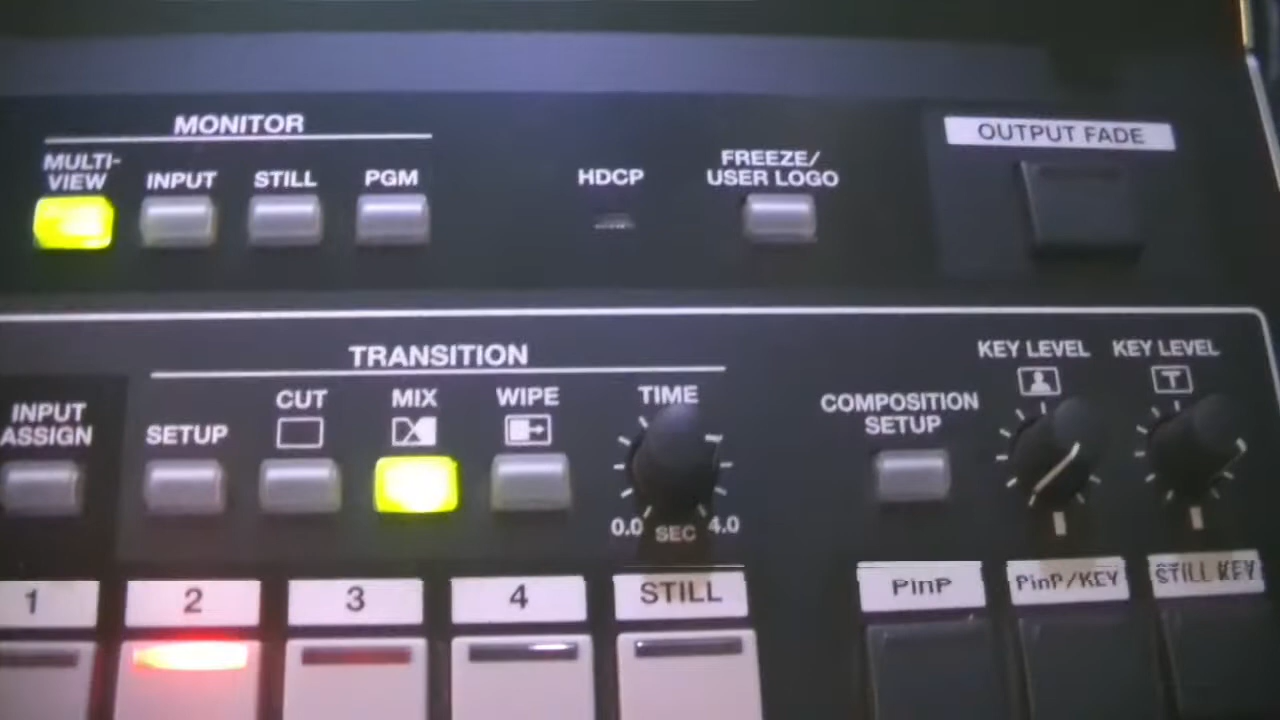 MONITOR
MULTI-
VIEW
INPUT
STILL
PGM
HDCP
FREEZE/
USER LOGO
OUTPUT FADE
TRANSITION
INPUT
ASSIGN
SETUP
CUT
MIX
WIPE
TIME
0.0
SEC
4.0
COMPOSITION
SETUP
KEY LEVEL
KEY LEVEL
T
1
2
3
4
STILL
PinP
PinP/KEY
STILL KEY